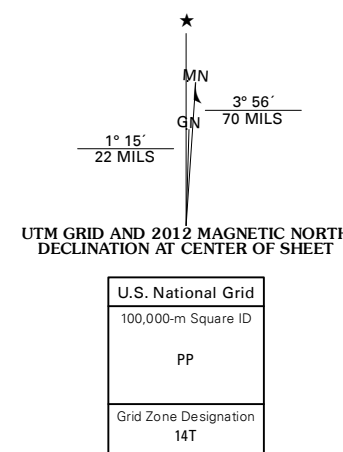 ★
MN
3° 56´
70 MILS
GN
1° 15´
22 MILS
UTM GRID AND 2012 MAGNETIC NORTH
DECLINATION AT CENTER OF SHEET
U.S. National Grid
100,000-m Square ID
PP
Grid Zone Designation
14T